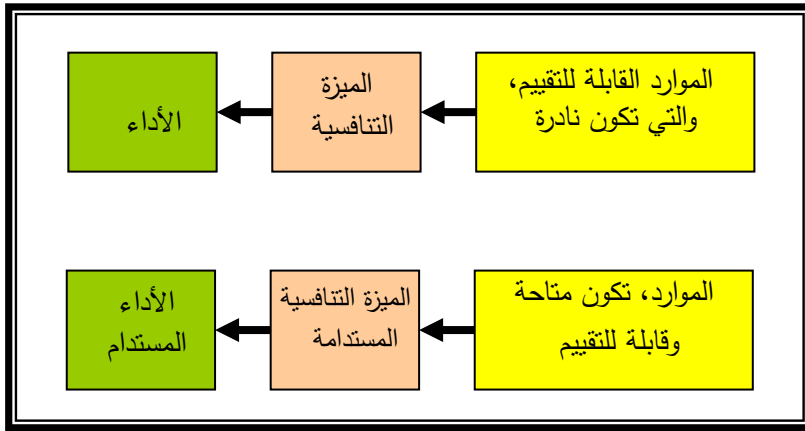 الموارد القابلة للتقييم،
والتي تكون نادرة
الميزة
التنافسية
الأداء
الموارد، تكون متاحة
وقابلة للتقييم
الميزة التنافسية
المستدامة
الأداء
المستدام